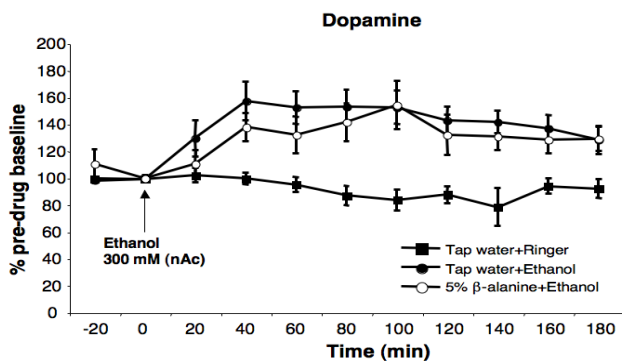 Dopamine
% pre-drug baseline
200
180
160
140
120
100
80
60
40
20
0
Ethanol
300 mM (nAc)
Tap water+Ringer
Tap water+Ethanol
5% β-alanine+Ethanol
-20 0 20 40 60 80 100 120 140 160 180
Time (min)